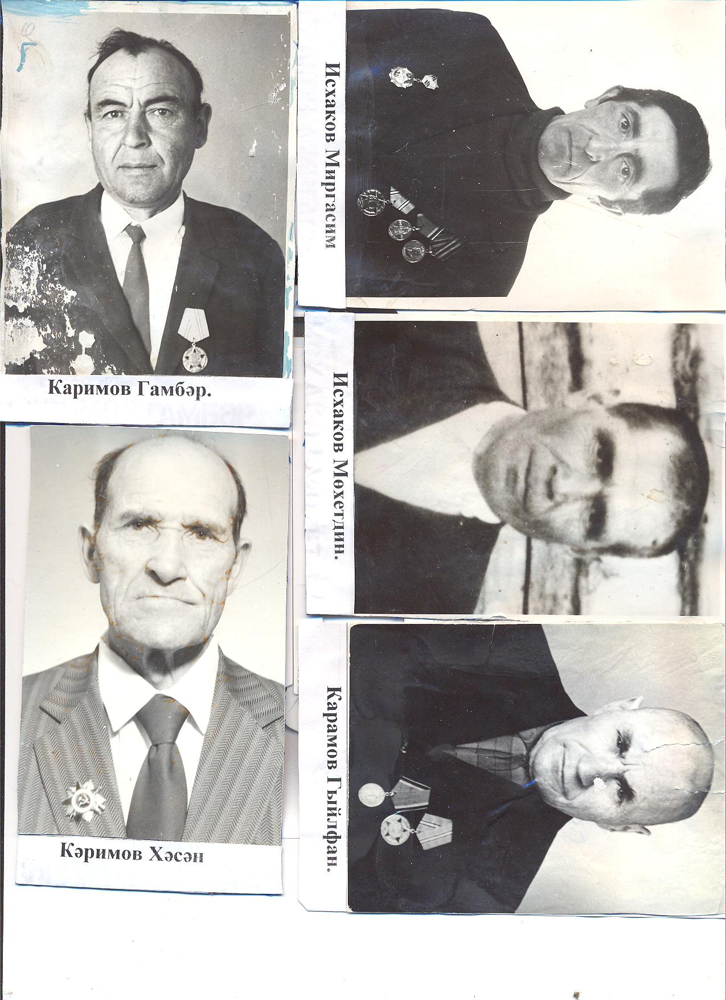 Каримов Гамбәр.
Кәримов Хәсән
Исхаков Миргасим
Исхаков Мөхетдин.
Карамов Гыйлфан.